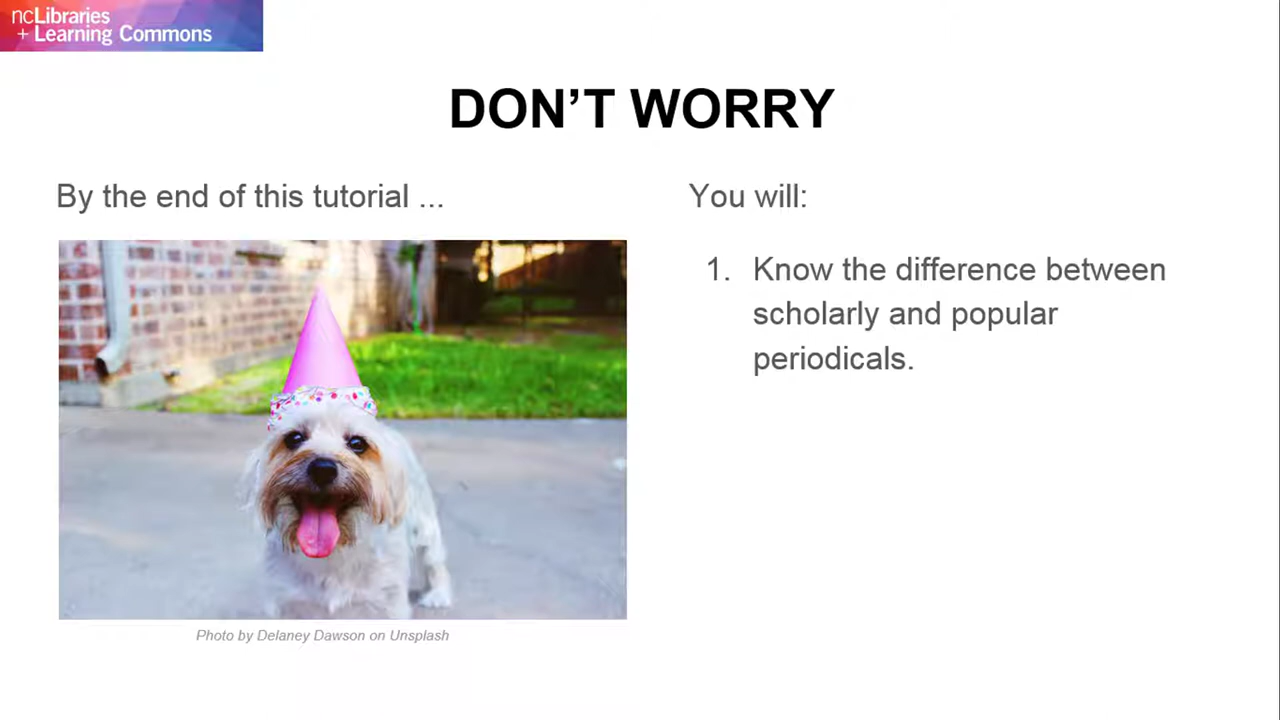 ncLibraries
+ Learning Commons
DON’T WORRY
By the end of this tutorial ...
Photo by Delaney Dawson on Unsplash
You will:
1. Know the difference between
scholarly and popular
periodicals.